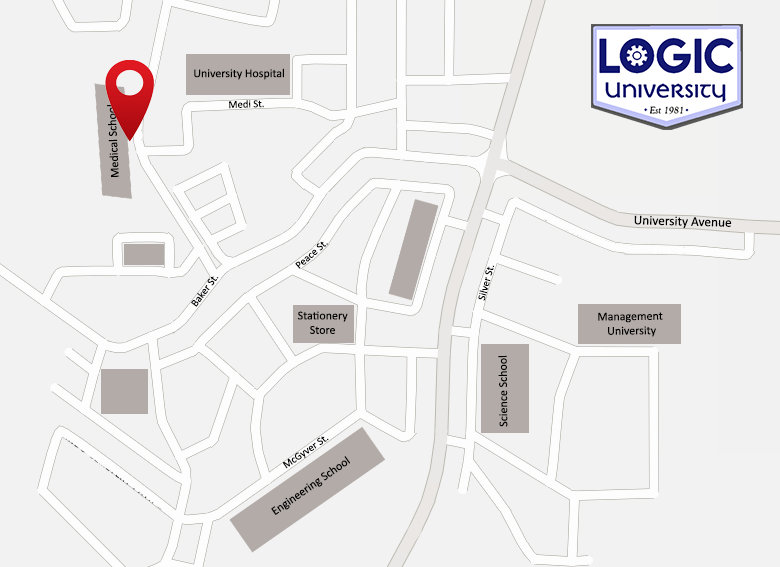 LOGIC
University
• Est 1981 •
University Hospital
Medi St.
Medical School
University Avenue
Peace St.
Baker St.
Silver St.
Stationery
Store
Management
University
Science School
McGyver St.
Engineering School